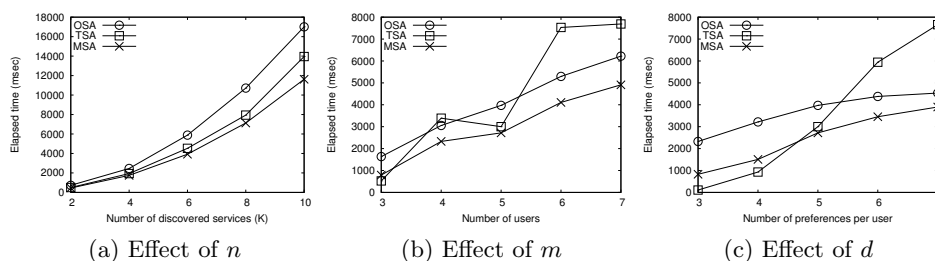 OSA
TSA
MSA
Elapsed time (msec)
18000
16000
14000
12000
10000
8000
6000
4000
2000
0
2 4 6 8 10
Number of discovered services (K)
(a) Effect of n
OSA
TSA
MSA
Elapsed time (msec)
8000
7000
6000
5000
4000
3000
2000
1000
0
3 4 5 6 7
Number of users
(b) Effect of m
OSA
TSA
MSA
Elapsed time (msec)
8000
7000
6000
5000
4000
3000
2000
1000
0
3 4 5 6
Number of preferences per user
(c) Effect of d